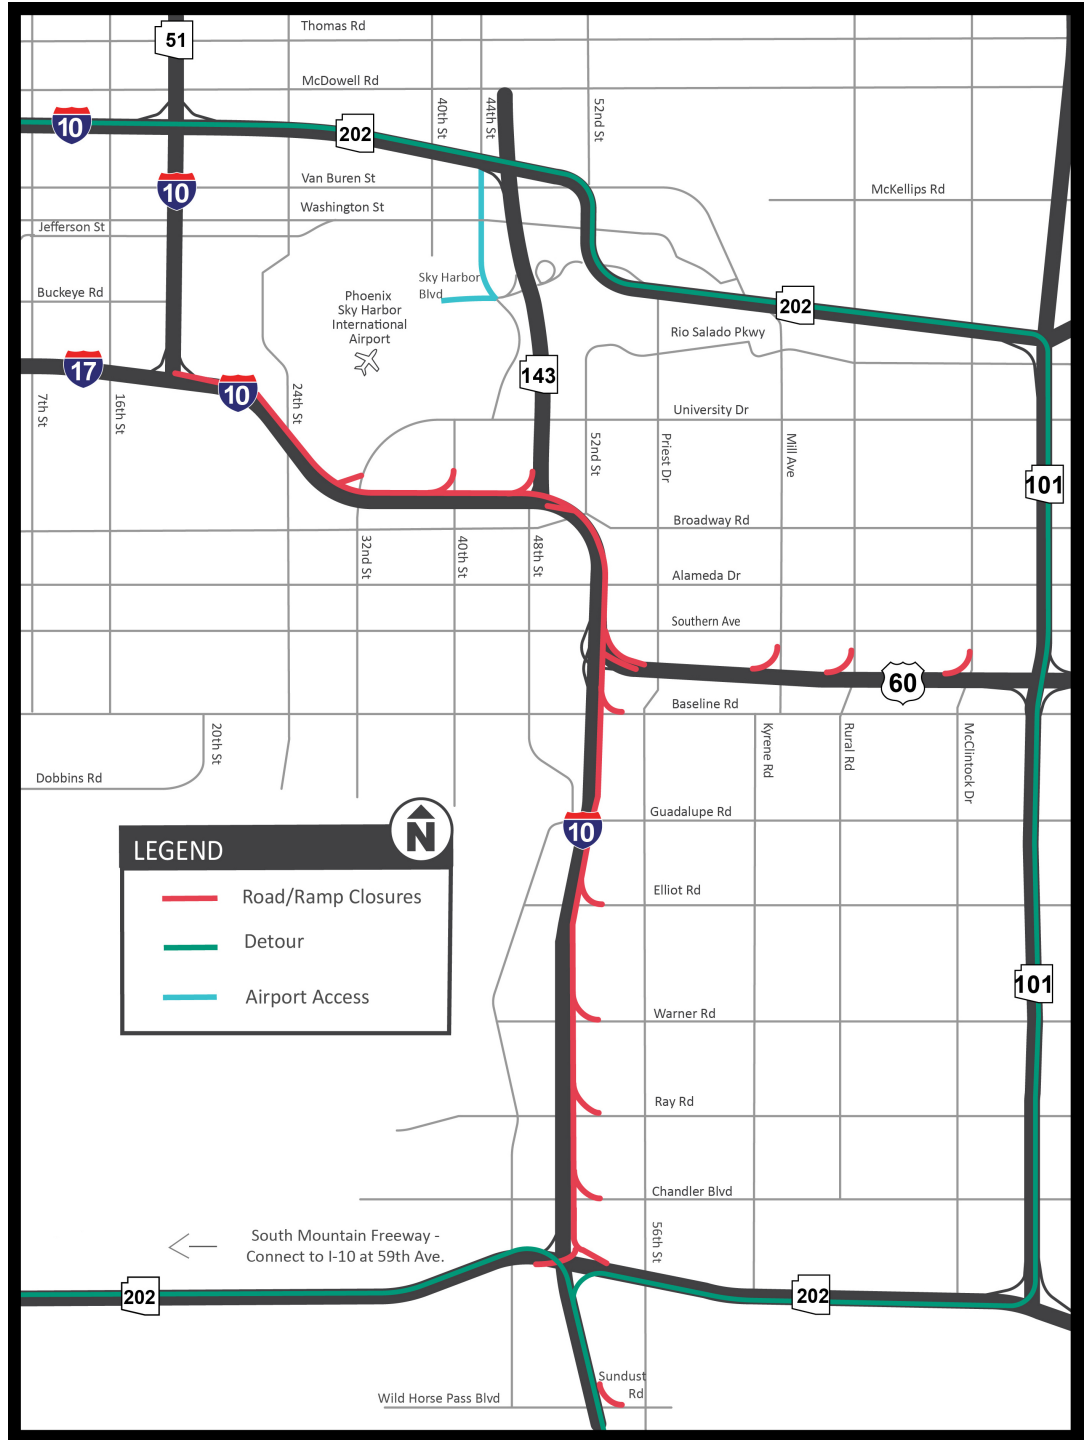 Thomas Rd
51
McDowell Rd
40th St
44th St
52nd St
10
202
Van Buren St
10
McKellips Rd
Washington St
Jefferson St
Sky Harbor
Blvd
Buckeye Rd
Phoenix
Sky Harbor
International
Airport
202
Rio Salado Pkwy
17
143
10
7th St
16th St
24th St
University Dr
52nd St
Priest Dr
Mill Ave
101
Broadway Rd
32nd St
40th St
48th St
Alameda Dr
Southern Ave
60
Baseline Rd
20th St
Kyrene Rd
Rural Rd
McClintock Dr
Dobbins Rd
Guadalupe Rd
10
N
LEGEND
Road/Ramp Closures
Detour
Airport Access
Elliot Rd
101
Warner Rd
Ray Rd
Chandler Blvd
56th St
South Mountain Freeway -
Connect to I-10 at 59th Ave.
202
202
Sundust
Rd
Wild Horse Pass Blvd